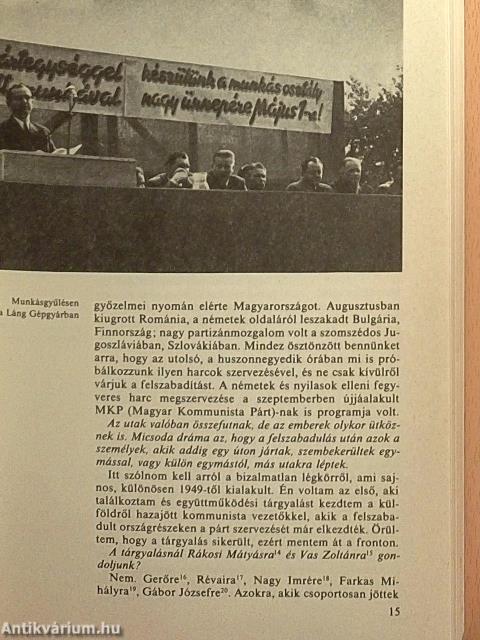 ártegységgel
készülünk a munkásosztály
nagy ünnepére Május 1-re!
Munkásgyűlésen
a Láng Gépgyárban
győzelmei nyomán elérte Magyarországot. Augusztusban
kiugrott Románia, a németek oldaláról leszakadt Bulgária,
Finnország; nagy partizánmozgalom volt a szomszédos Ju-
goszláviában, Szlovákiában. Mindez ösztönzött bennünket
arra, hogy az utolsó, a huszonnegyedik órában mi is pró-
bálkozzunk ilyen harcok szervezésével, és ne csak kívülről
várjuk a felszabadítást. A németek és nyilasok elleni fegy-
veres harc megszervezése a szeptemberben újjáalakult
MKP (Magyar Kommunista Párt)-nak is programja volt.
Az utak valóban összefutnak, de az emberek olykor ütköz-
nek is. Micsoda dráma az, hogy a felszabadulás után azok a
személyek, akik addig egy úton jártak, szembekerültek egy-
mással, vagy külön egymástól, más utakra léptek.
Itt szólnom kell arról a bizalmatlan légkörről, ami saj-
nos, különösen 1949-től kialakult. Én voltam az első, aki
találkoztam és együttműködési tárgyalást kezdtem a kül-
földről hazajött kommunista vezetőkkel, akik a felszaba-
dult országrészeken a párt szervezését már elkezdték. Örül-
tem, hogy a tárgyalás sikerült, ezért mentem át a fronton.
A tárgyalásnál Rákosi Mátyásra¹⁴ és Vas Zoltánra¹⁵ gon-
doljunk?
Nem. Gerőre¹⁶, Révaira¹⁷, Nagy Imrére¹⁸, Farkas Mi-
hályra¹⁹, Gábor Józsefre²⁰. Azokra, akik csoportosan jöttek
15
Antikvárium.hu